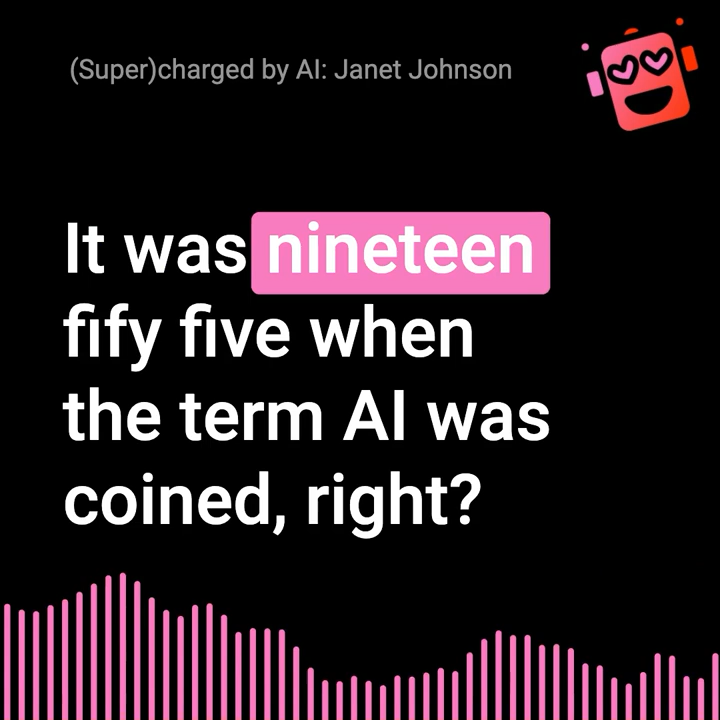 (Super)charged by AI: Janet Johnson
It was nineteen
fify five when
the term AI was
coined, right?